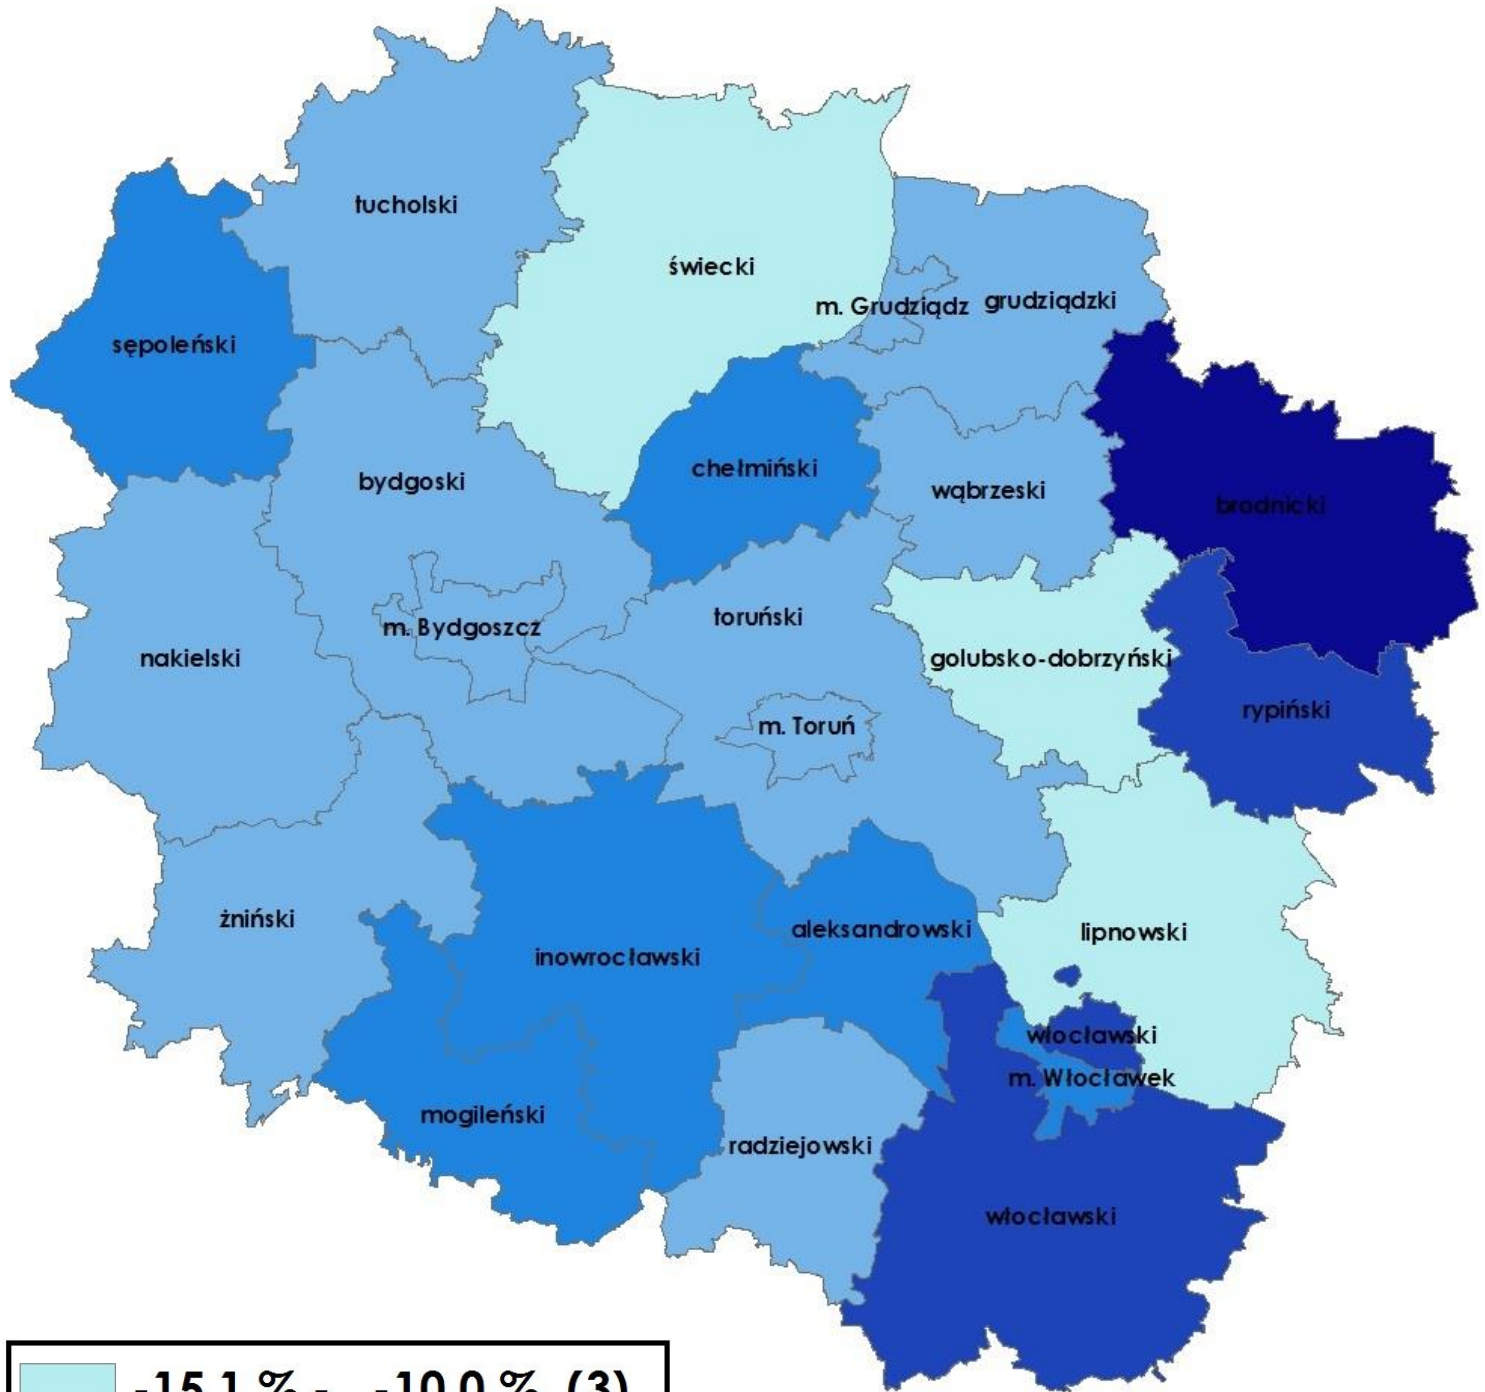 tucholski
świecki
m. Grudziądz
grudziądzki
sępoleński
chełmiński
bydgoski
wąbrzeski
brodnicki
toruński
m. Bydgoszcz
nakielski
golubsko-dobrzyński
rypiński
m. Toruń
żniński
aleksandrowski
lipnowski
inowrocławski
włocławski
m. Włocławek
mogileński
radziejowski
włocławski
-15,1 % - -10,0 % (3)